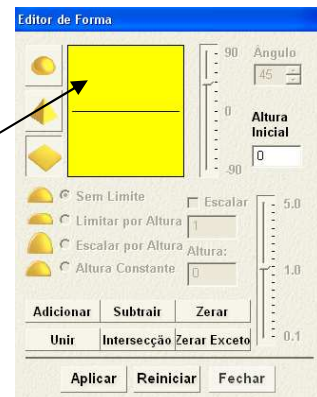 Editor de Forma
90
Ângulo
45
0
Altura
Inicial
0
-90
Sem Limite
Escalar
5.0
Limitar por Altura
1
Escalar por Altura
Altura:
Altura Constante
0
1.0
Adicionar Subtrair Zerar
Unir Intersecção Zerar Exceto
0.1
Aplicar Reiniciar Fechar